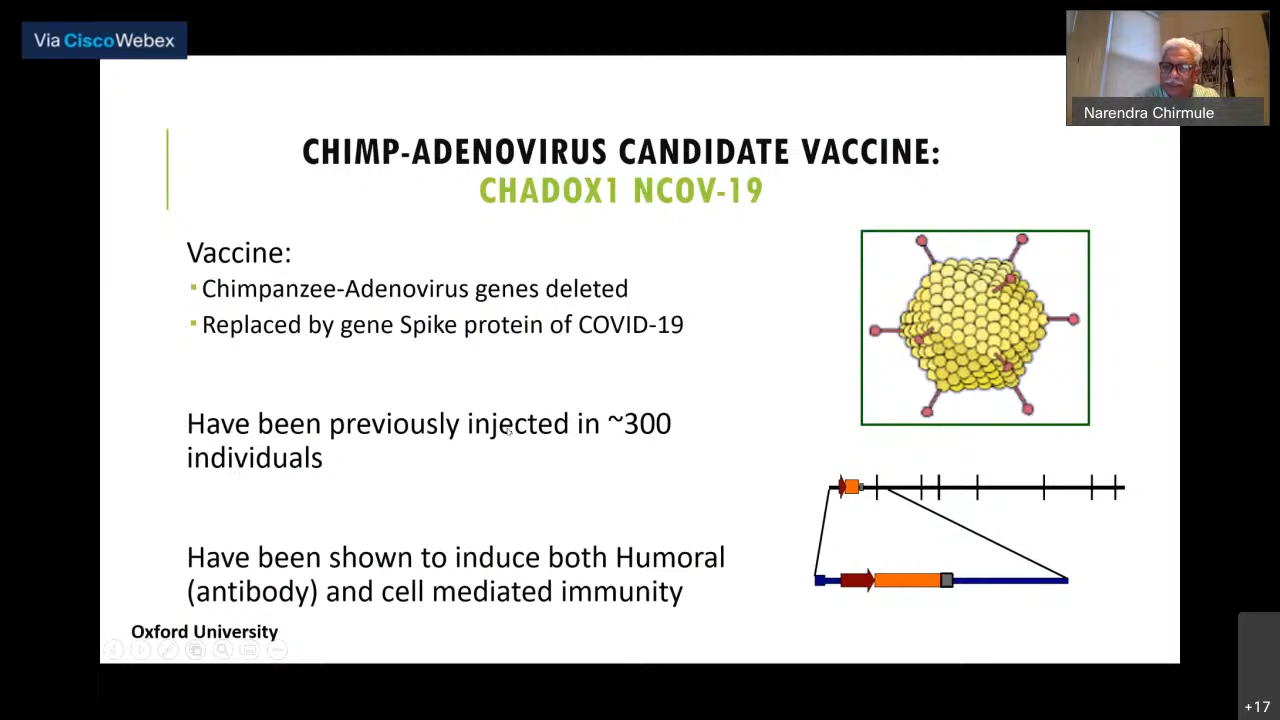 Via CiscoWebex
Narendra Chirmule
CHIMP-ADENOVIRUS CANDIDATE VACCINE:
CHADOX1 NCOV-19
Vaccine:
▪ Chimpanzee-Adenovirus genes deleted
▪ Replaced by gene Spike protein of COVID-19
Have been previously injected in ~300
individuals
Have been shown to induce both Humoral
(antibody) and cell mediated immunity
Oxford University
+17